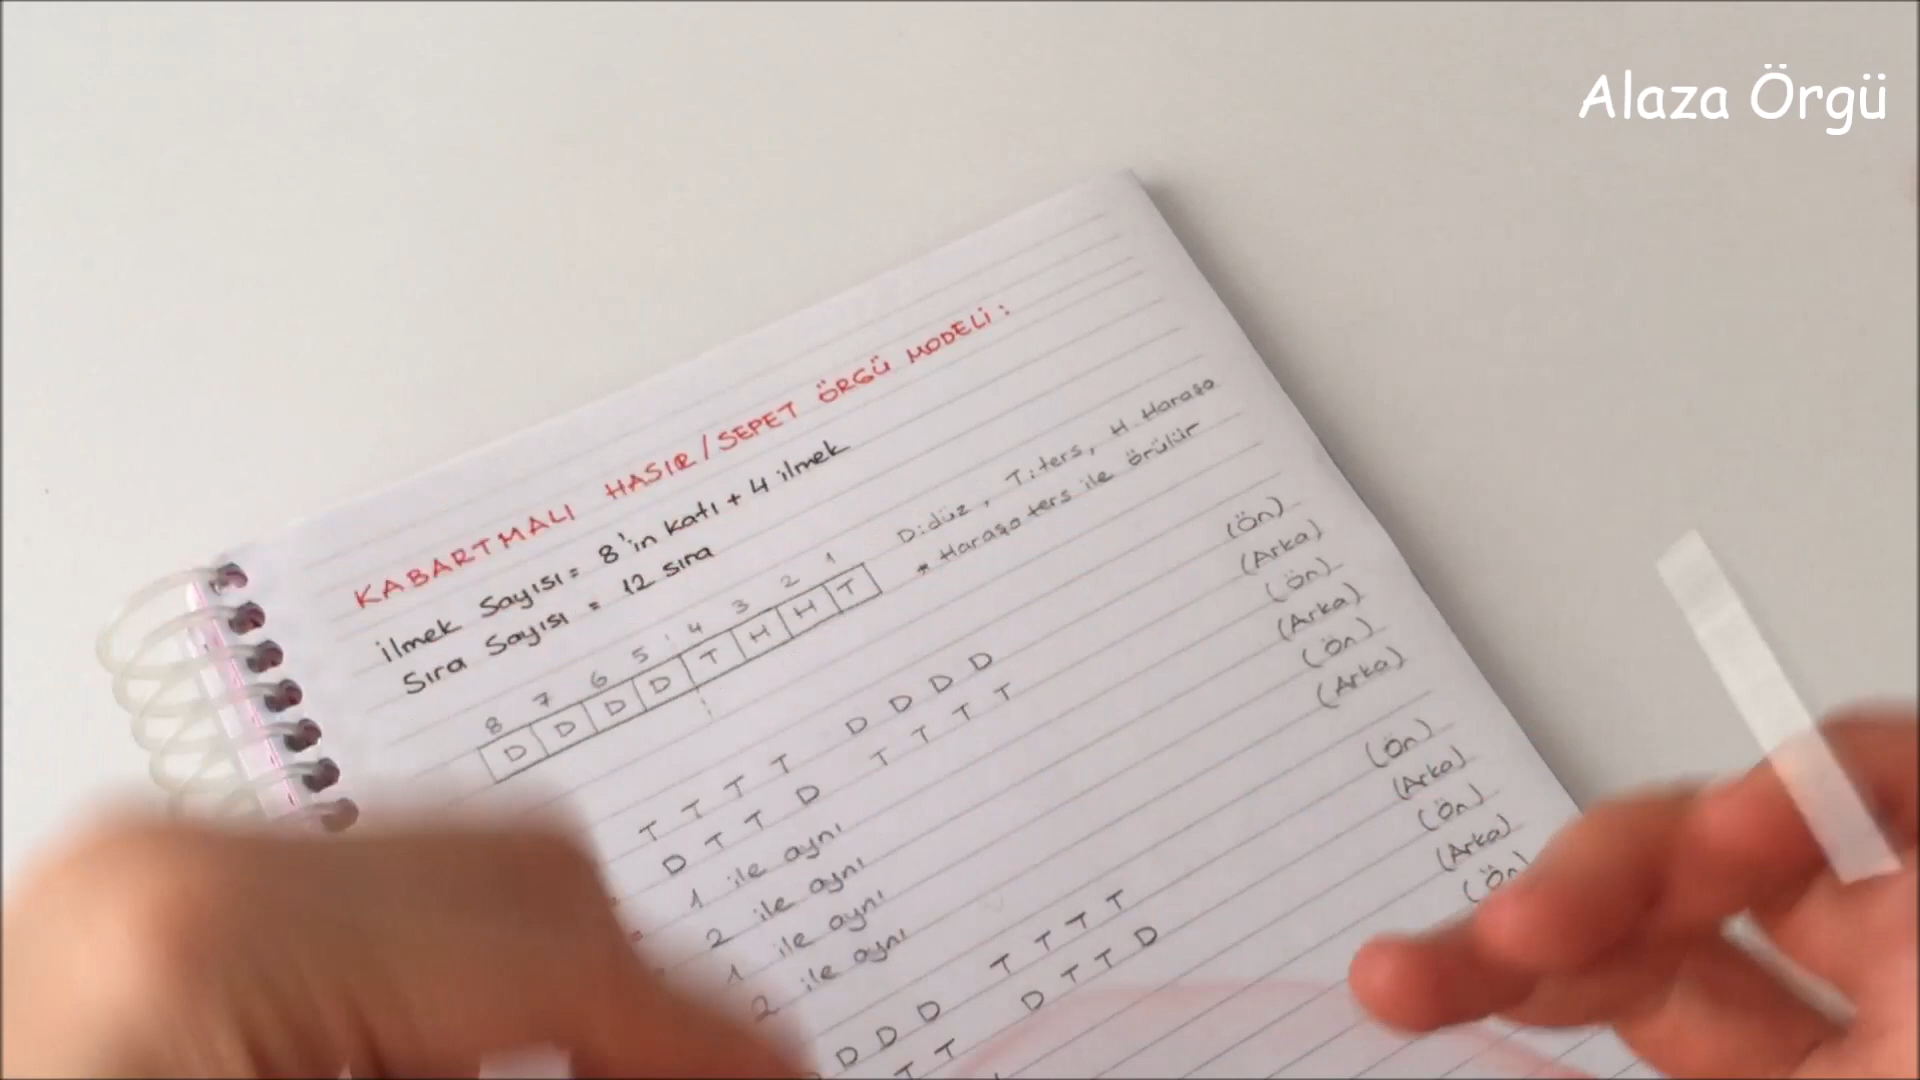 Alaza Örgü
KABARTMALI HASIR/SEPET ÖRGÜ MODELİ:
İlmek Sayısı = 8'in katı + 4 ilmek
Sıra Sayısı = 12 sıra
D:düz, T:ters, H Haraşo
* Haraşo ters ile örülür
8 7 6 5 4 3 2 1
D D D D T H H T
T T T T D D D D (Ön)
D T T D T T T T (Arka)
1 ile aynı (Ön)
2 ile aynı (Arka)
1 ile aynı (Ön)
2 ile aynı (Arka)
D D D T T T T (Ön)
T T D T T D (Arka)
(Ön)
(Arka)
(Ön)